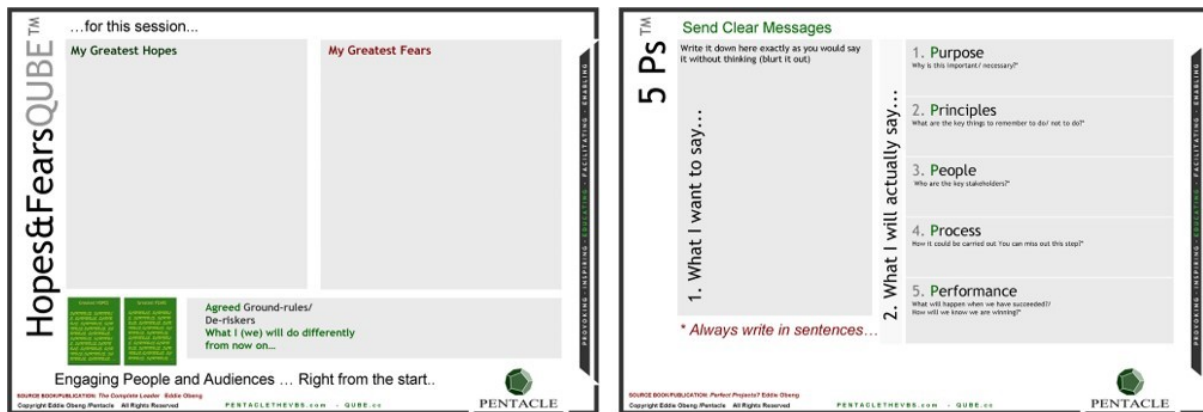 …for this session...
Hopes&FearsQUBE™
My Greatest Hopes
My Greatest Fears
Agreed Ground-rules/
De-riskers
What I (we) will do differently
from now on…
Engaging People and Audiences … Right from the start..
SOURCE BOOK/PUBLICATION: The Complete Leader Eddie Obeng
Copyright Eddie Obeng /Pentacle All Rights Reserved
PENTACLETHEVBS.com - QUBE.cc
PENTACLE
PROVOKING - INSPIRING - EDUCATING - FACILITATING - ENABLING
5 Ps™
Send Clear Messages
Write it down here exactly as you would say
it without thinking (blurt it out)
1. What I want to say…
* Always write in sentences…
2. What I will actually say…
1. Purpose
Why is this important/ necessary?*
2. Principles
What are the key things to remember to do/ not to do?*
3. People
Who are the key stakeholders?*
4. Process
How it could be carried out You can miss out this step?*
5. Performance
What will happen when we have succeeded?/
How will we know we are winning?*
SOURCE BOOK/PUBLICATION: Perfect Projects? Eddie Obeng
Copyright Eddie Obeng /Pentacle All Rights Reserved
PENTACLETHEVBS.com - QUBE.cc
PENTACLE
PROVOKING - INSPIRING - EDUCATING - FACILITATING - ENABLING